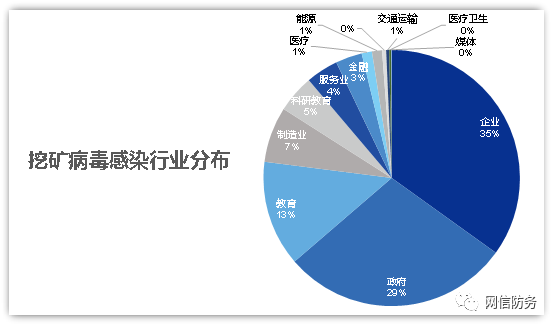 能源
1%
0%
交通运输
1%
医疗卫生
0%
医疗
1%
媒体
0%
金融
3%
服务业
4%
科研教育
5%
制造业
7%
企业
35%
挖矿病毒感染行业分布
教育
13%
政府
29%
网信防务